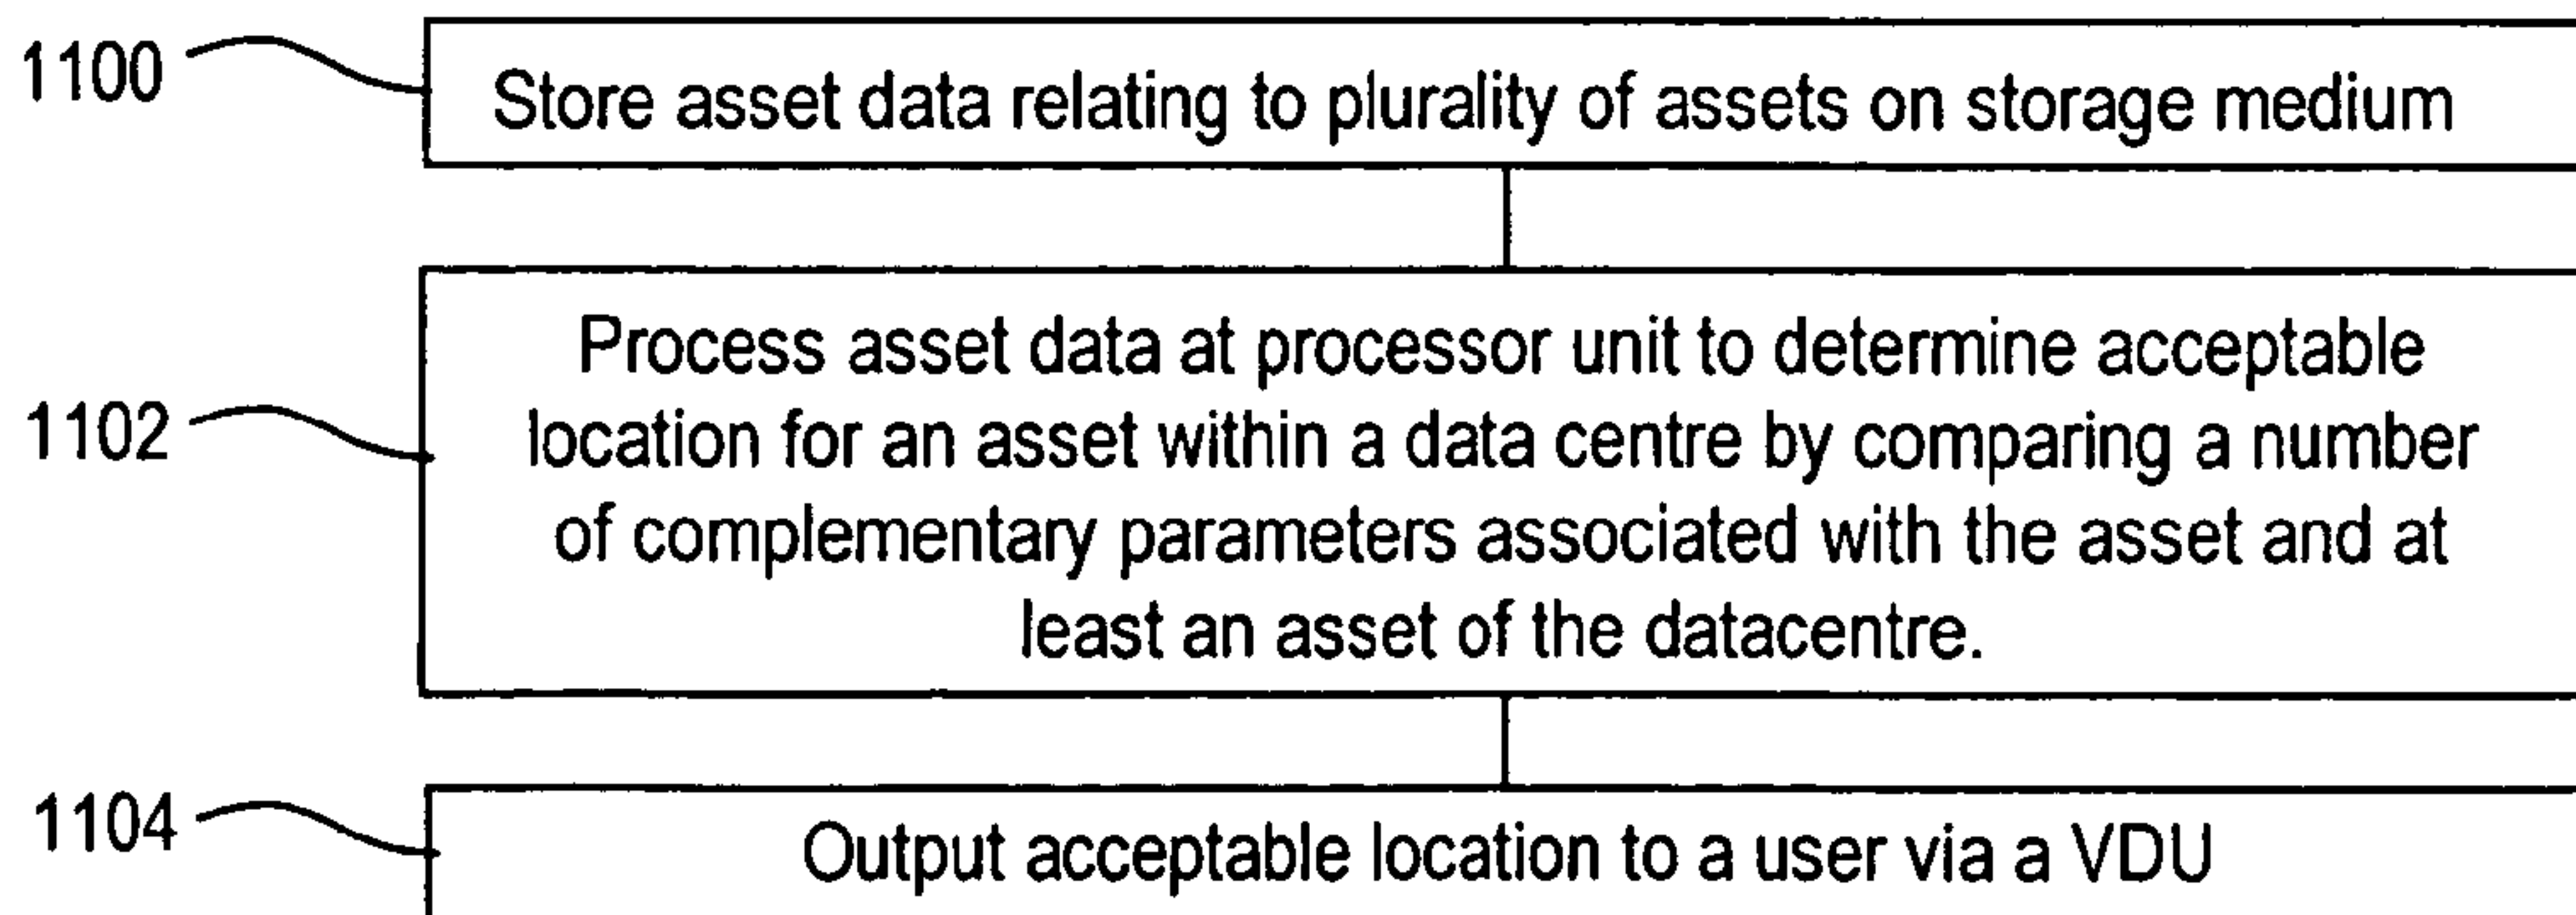 1100
Store asset data relating to plurality of assets on storage medium
1102
Process asset data at processor unit to determine acceptable
location for an asset within a data centre by comparing a number
of complementary parameters associated with the asset and at
least an asset of the datacentre.
1104
Output acceptable location to a user via a VDU